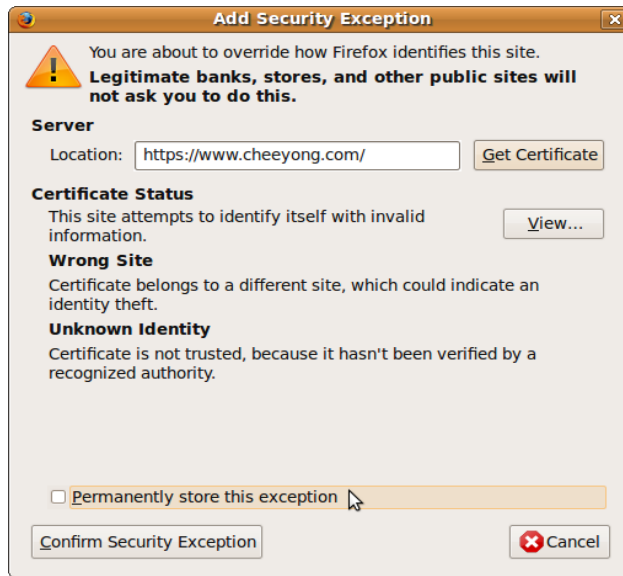 Add Security Exception
You are about to override how Firefox identifies this site.
Legitimate banks, stores, and other public sites will
not ask you to do this.
Server
Location: https://www.cheeyong.com/ Get Certificate
Certificate Status
This site attempts to identify itself with invalid
information.
View...
Wrong Site
Certificate belongs to a different site, which could indicate an
identity theft.
Unknown Identity
Certificate is not trusted, because it hasn't been verified by a
recognized authority.
Permanently store this exception
Confirm Security Exception Cancel